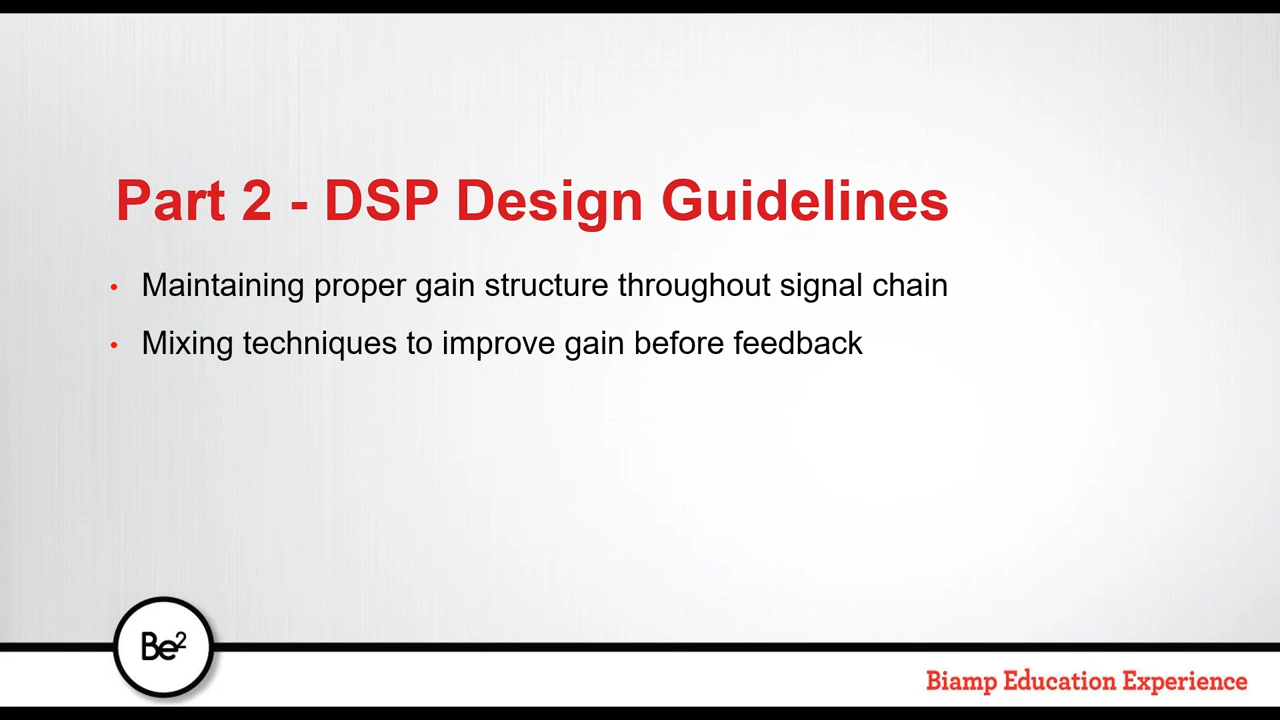 Part 2 - DSP Design Guidelines
• Maintaining proper gain structure throughout signal chain
• Mixing techniques to improve gain before feedback
Be²
Biamp Education Experience